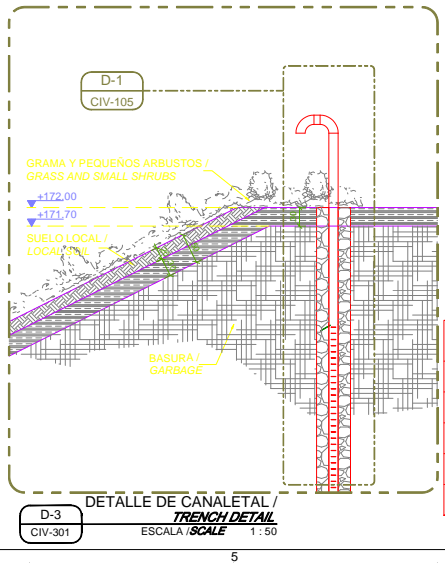 D-1
CIV-105
GRAMA Y PEQUEÑOS ARBUSTOS /
GRASS AND SMALL SHRUBS
+172,00
+171,70
SUELO LOCAL /
LOCAL SOIL
BASURA /
GARBAGE
DETALLE DE CANALETAL /
TRENCH DETAIL
D-3
CIV-301
ESCALA /SCALE 1 : 50
5